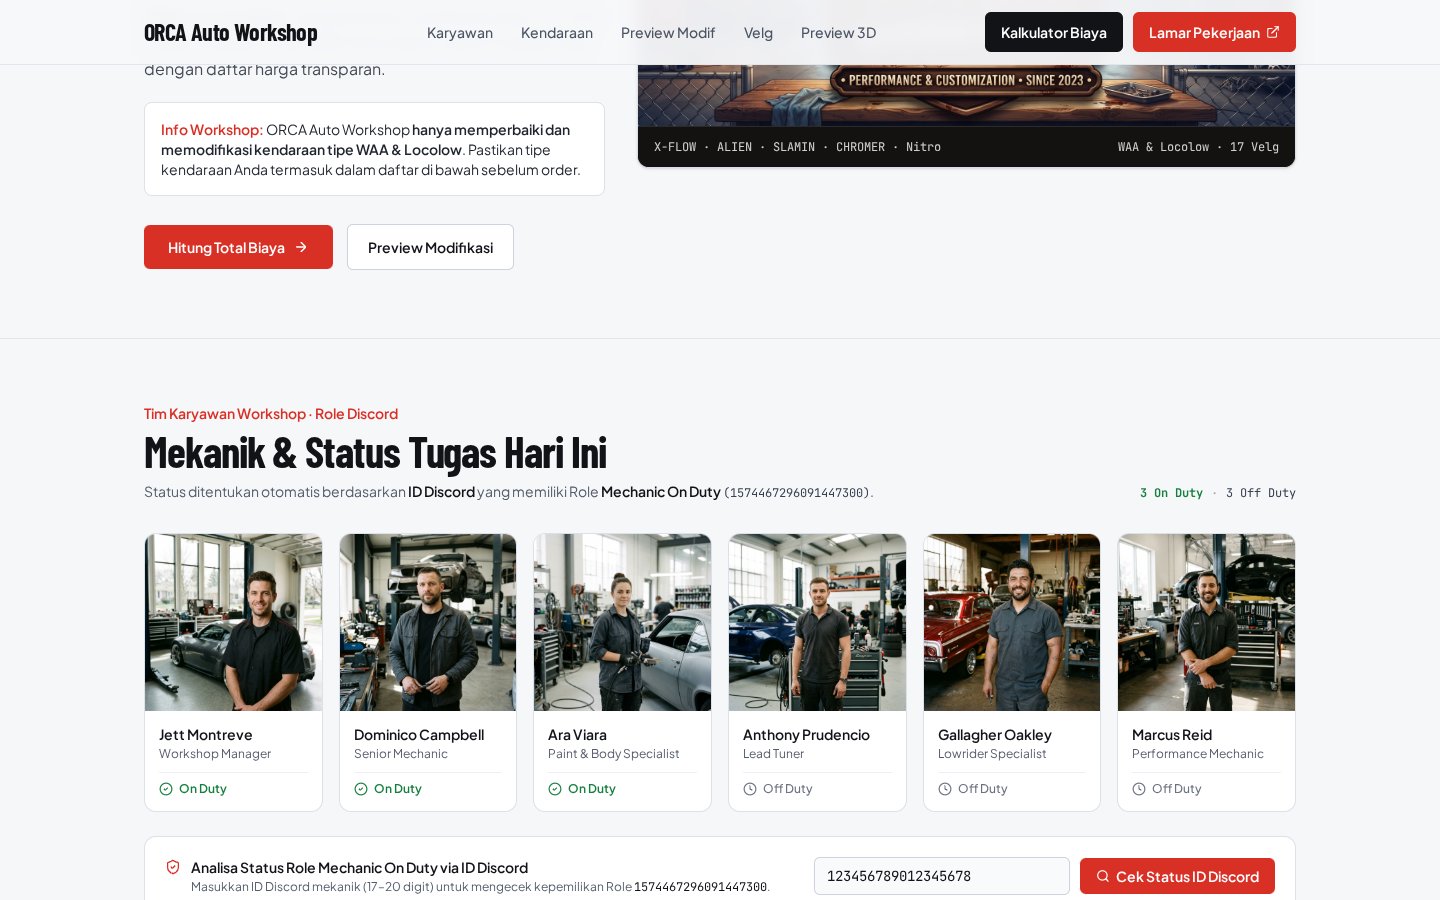 ORCA Auto Workshop
Karyawan
Kendaraan
Preview Modif
Velg
Preview 3D
Kalkulator Biaya
Lamar Pekerjaan
dengan daftar harga transparan.
• PERFORMANCE & CUSTOMIZATION • SINCE 2023 •
X-FLOW · ALIEN · SLAMIN · CHROMER · Nitro
WAA & Locolow · 17 Velg
Info Workshop: ORCA Auto Workshop hanya memperbaiki dan
memodifikasi kendaraan tipe WAA & Locolow. Pastikan tipe
kendaraan Anda termasuk dalam daftar di bawah sebelum order.
Hitung Total Biaya
Preview Modifikasi
Tim Karyawan Workshop · Role Discord
Mekanik & Status Tugas Hari Ini
Status ditentukan otomatis berdasarkan ID Discord yang memiliki Role Mechanic On Duty (1574467296091447300).
3 On Duty · 3 Off Duty
Jett Montreve
Workshop Manager
On Duty
Dominico Campbell
Senior Mechanic
On Duty
Ara Viara
Paint & Body Specialist
On Duty
Anthony Prudencio
Lead Tuner
Off Duty
Gallagher Oakley
Lowrider Specialist
Off Duty
Marcus Reid
Performance Mechanic
Off Duty
Analisa Status Role Mechanic On Duty via ID Discord
Masukkan ID Discord mekanik (17–20 digit) untuk mengecek kepemilikan Role 1574467296091447300.
123456789012345678
Cek Status ID Discord